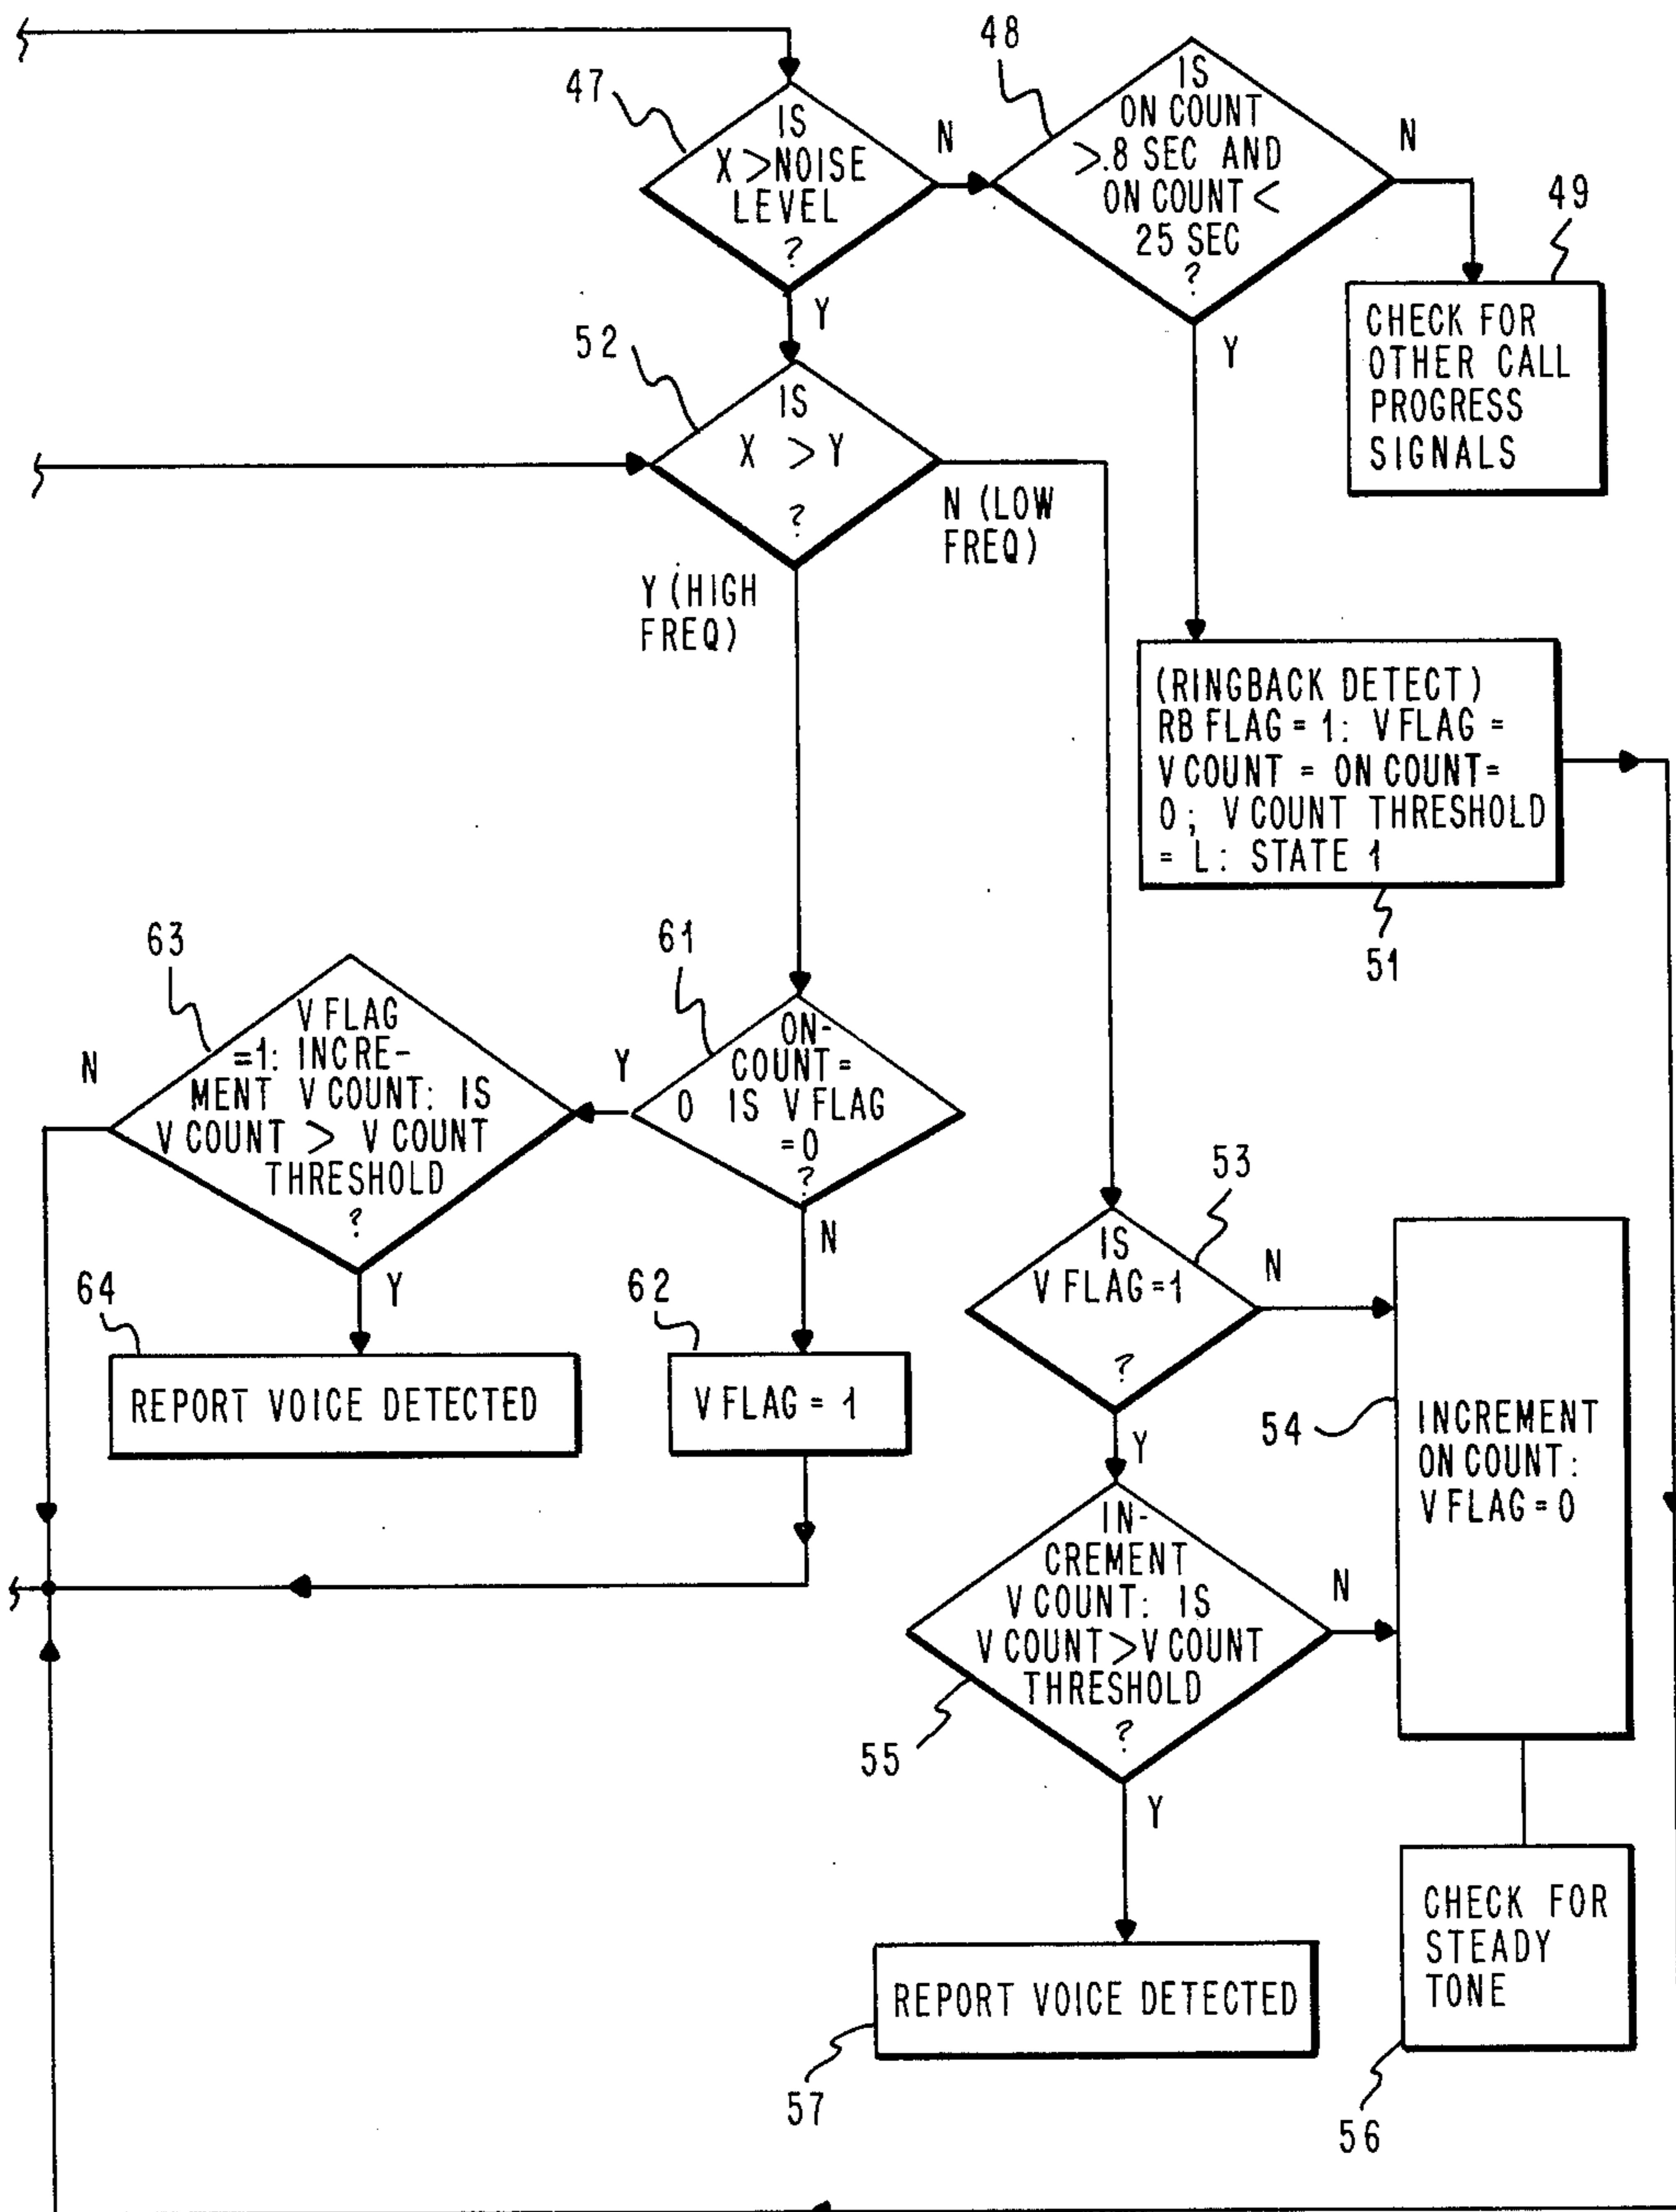 47
IS
X >NOISE
LEVEL
?
N
Y
48
IS
ON COUNT
>.8 SEC AND
ON COUNT <
25 SEC
?
N
Y
49
CHECK FOR
OTHER CALL
PROGRESS
SIGNALS
52
IS
X > Y
?
N (LOW
FREQ)
Y (HIGH
FREQ)
(RINGBACK DETECT)
RB FLAG = 1: V FLAG =
V COUNT = ON COUNT=
0; V COUNT THRESHOLD
= L: STATE 1
51
63
V FLAG
=1: INCRE-
MENT V COUNT: IS
V COUNT > V COUNT
THRESHOLD
?
N
Y
61
ON-
COUNT=
0 IS V FLAG
=0
?
Y
N
64
REPORT VOICE DETECTED
62
V FLAG = 1
53
IS
V FLAG=1
?
N
Y
54
INCREMENT
ON COUNT:
V FLAG=0
IN-
CREMENT
V COUNT: IS
V COUNT>V COUNT
THRESHOLD
?
N
Y
55
REPORT VOICE DETECTED
57
CHECK FOR
STEADY
TONE
56